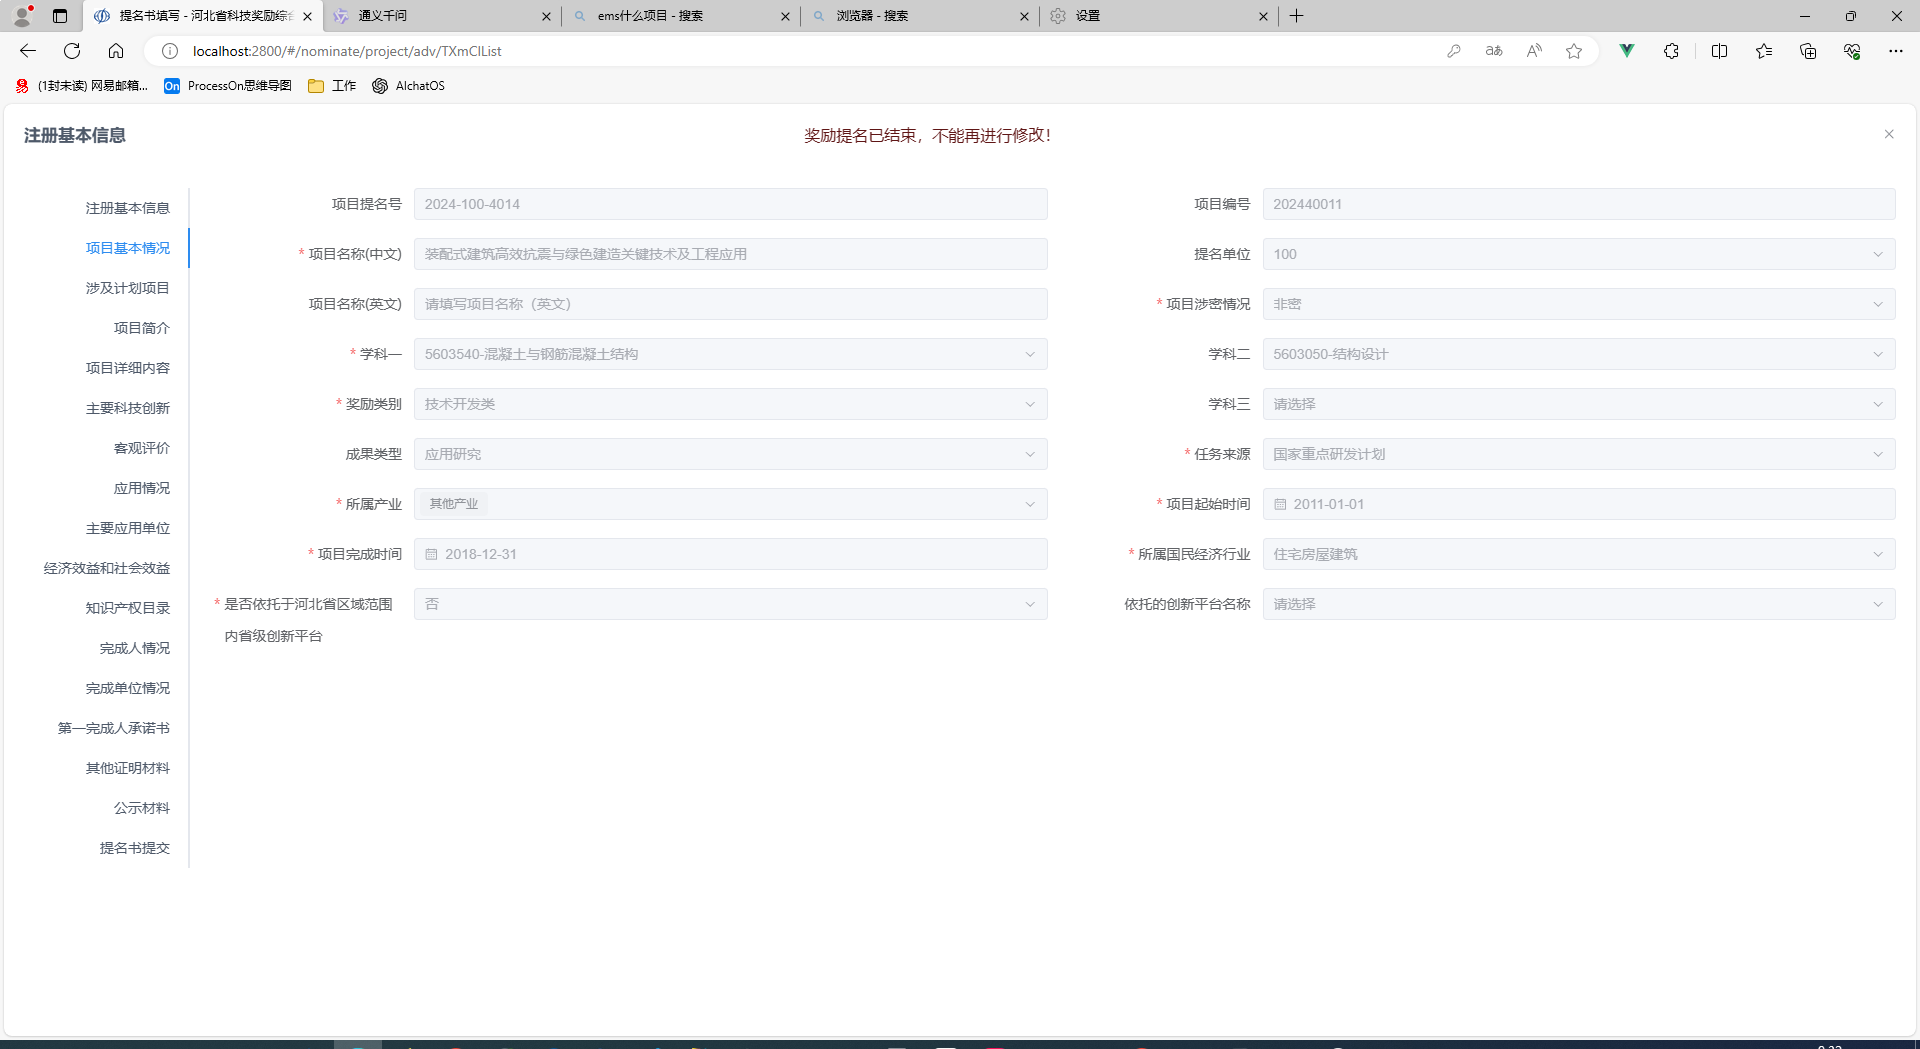 提名书填写 - 河北省科技奖励综合
通义千问
ems什么项目 - 搜索
浏览器 - 搜索
设置
localhost:2800/#/nominate/project/adv/TXmClList
(1封未读) 网易邮箱...
On ProcessOn思维导图
工作
AIchatOS
注册基本信息
奖励提名已结束，不能再进行修改！
注册基本信息
项目基本情况
涉及计划项目
项目简介
项目详细内容
主要科技创新
客观评价
应用情况
主要应用单位
经济效益和社会效益
知识产权目录
完成人情况
完成单位情况
第一完成人承诺书
其他证明材料
公示材料
提名书提交
项目提名号 2024-100-4014
项目编号 202440011
* 项目名称(中文) 装配式建筑高效抗震与绿色建造关键技术及工程应用
提名单位 100
项目名称(英文) 请填写项目名称（英文）
* 项目涉密情况 非密
* 学科一 5603540-混凝土与钢筋混凝土结构
学科二 5603050-结构设计
* 奖励类别 技术开发类
学科三 请选择
成果类型 应用研究
* 任务来源 国家重点研发计划
* 所属产业 其他产业
* 项目起始时间 2011-01-01
* 项目完成时间 2018-12-31
* 所属国民经济行业 住宅房屋建筑
* 是否依托于河北省区域范围
内省级创新平台
否
依托的创新平台名称 请选择